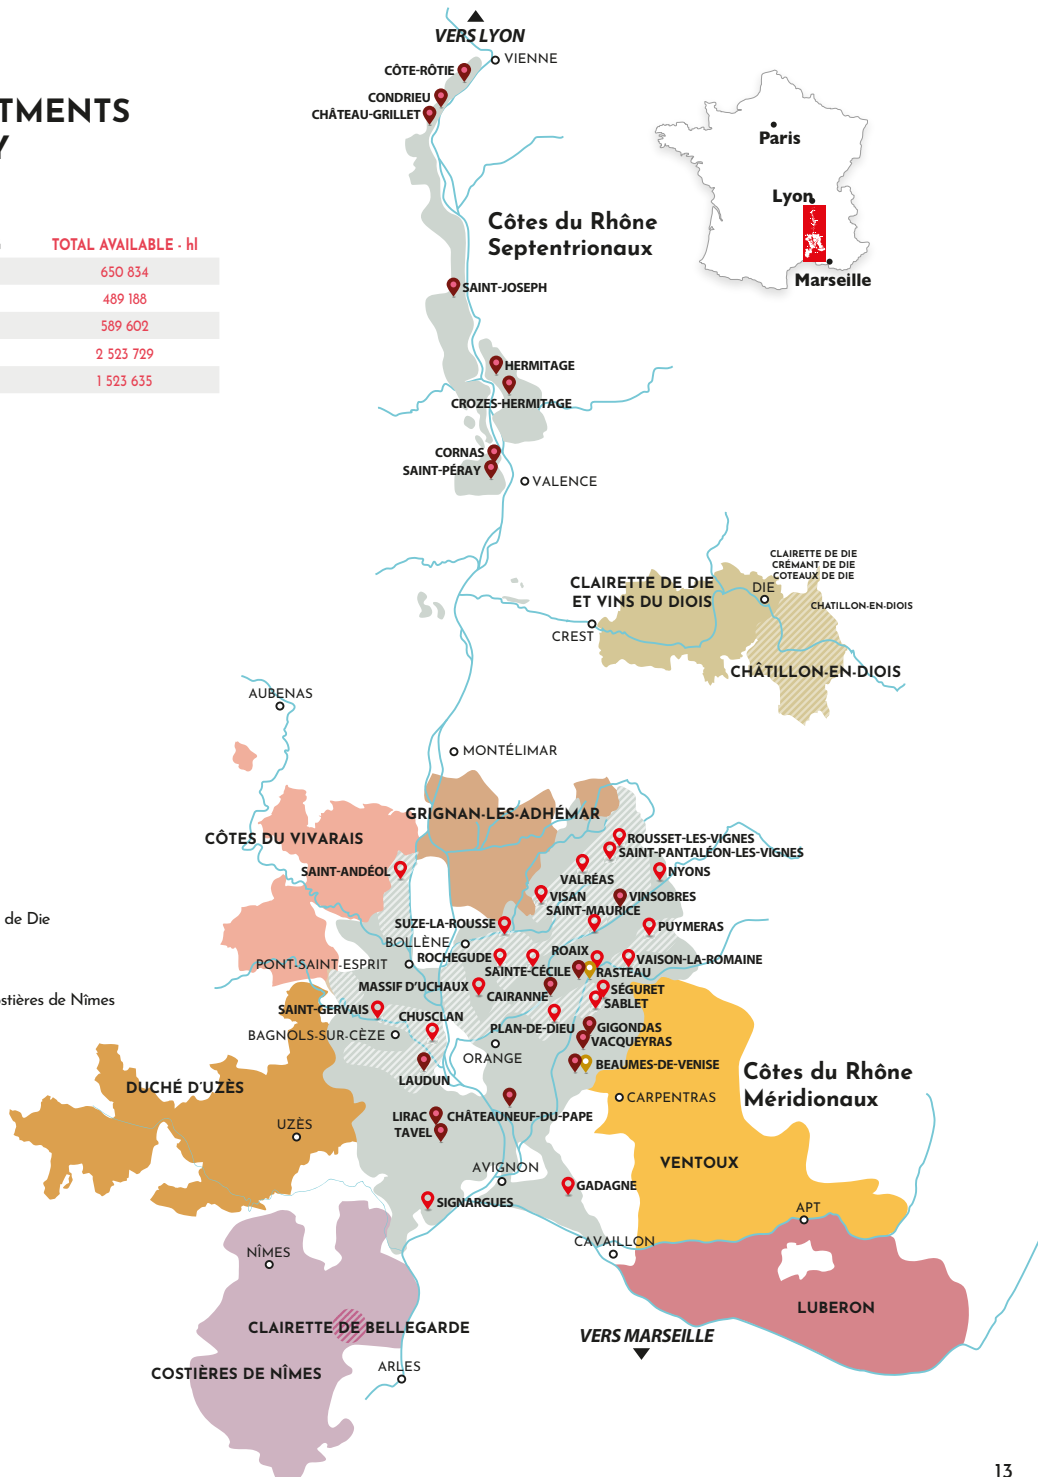 VERS LYON
VIENNE
CÔTE-RÔTIE
CONDRIEU
CHÂTEAU-GRILLET
TMENTS
Paris
Lyon
Marseille
Côtes du Rhône
Septentrionaux
TOTAL AVAILABLE - hl
650 834
489 188
589 602
2 523 729
1 523 635
SAINT-JOSEPH
HERMITAGE
CROZES-HERMITAGE
CORNAS
SAINT-PÉRAY
VALENCE
CLAIRETTE DE DIE
CRÉMANT DE DIE
COTEAUX DE DIE
CLAIRETTE DE DIE
ET VINS DU DIOIS
DIE
CHATILLON-EN-DIOIS
CREST
CHÂTILLON-EN-DIOIS
AUBENAS
MONTÉLIMAR
GRIGNAN-LES-ADHÉMAR
CÔTES DU VIVARAIS
ROUSSET-LES-VIGNES
SAINT-PANTALÉON-LES-VIGNES
SAINT-ANDÉOL
VALRÉAS
NYONS
VISAN
VINSOBRES
SAINT-MAURICE
de Die
SUZE-LA-ROUSSE
PUYMERAS
BOLLÈNE
ROCHEGUDE
ROAIX
VAISON-LA-ROMAINE
PONT-SAINT-ESPRIT
SAINTE-CÉCILE
RASTEAU
MASSIF D'UCHAUX
CAIRANNE
SÉGURET
SABLET
stières de Nîmes
SAINT-GERVAIS
CHUSCLAN
PLAN-DE-DIEU
GIGONDAS
VACQUEYRAS
BAGNOLS-SUR-CÈZE
ORANGE
BEAUMES-DE-VENISE
LAUDUN
Côtes du Rhône
Méridionaux
DUCHÉ D'UZÈS
CARPENTRAS
LIRAC
CHÂTEAUNEUF-DU-PAPE
TAVEL
UZÈS
VENTOUX
AVIGNON
GADAGNE
SIGNARGUES
APT
CAVAILLON
NÎMES
LUBERON
CLAIRETTE DE BELLEGARDE
VERS MARSEILLE
ARLES
COSTIÈRES DE NÎMES
13